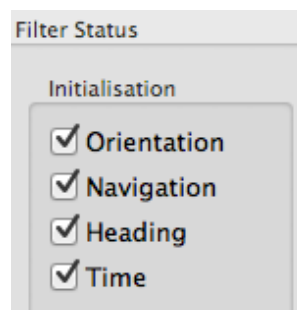 Filter Status
Initialisation
Orientation
Navigation
Heading
Time